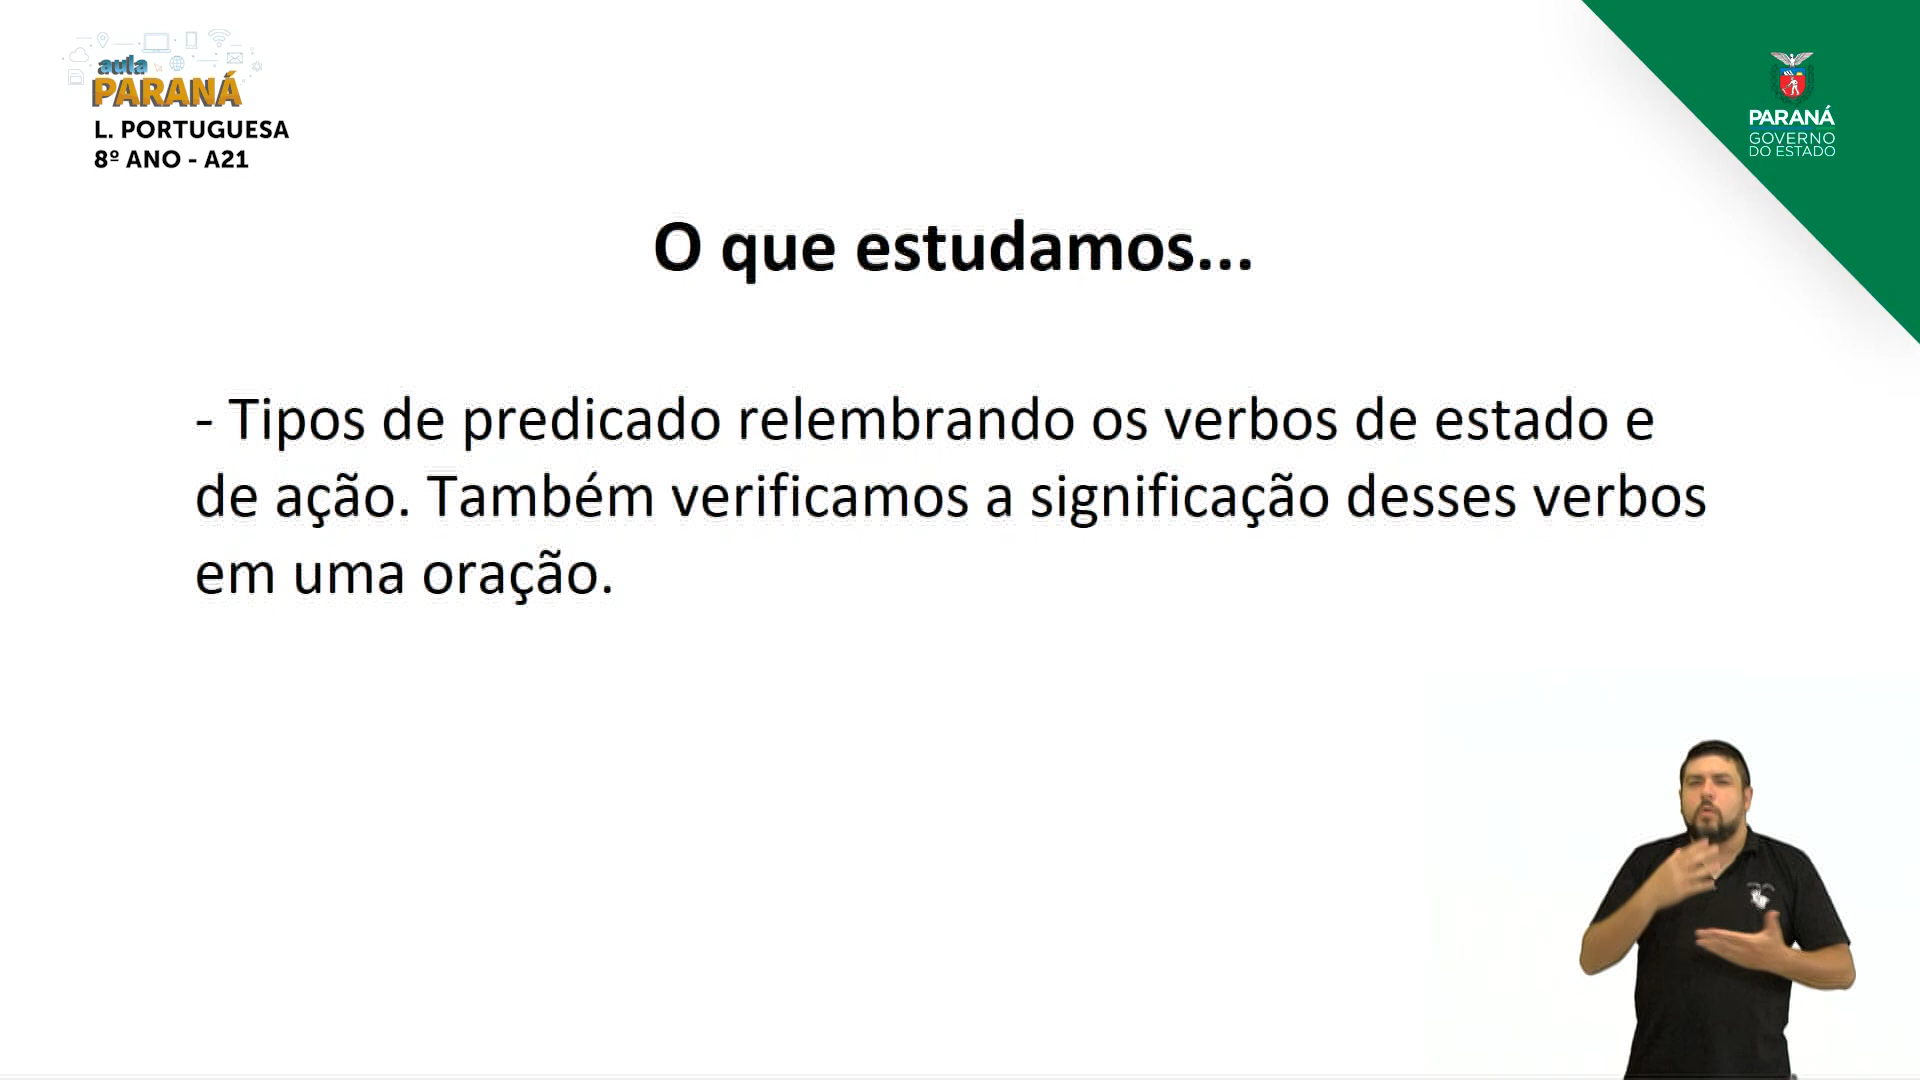 aula
PARANÁ
L. PORTUGUESA
8º ANO - A21
PARANÁ
GOVERNO
DO ESTADO
O que estudamos...
- Tipos de predicado relembrando os verbos de estado e
de ação. Também verificamos a significação desses verbos
em uma oração.